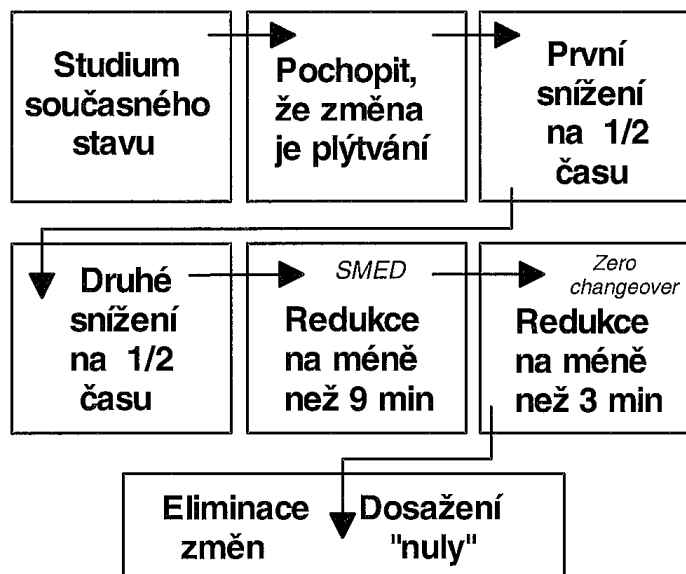 Studium
současného
stavu
Pochopit,
že změna
je plýtvání
První
snížení
na 1/2
času
Druhé
snížení
na 1/2
času
SMED
Redukce
na méně
než 9 min
Zero
changeover
Redukce
na méně
než 3 min
Eliminace
změn
Dosažení
"nuly"